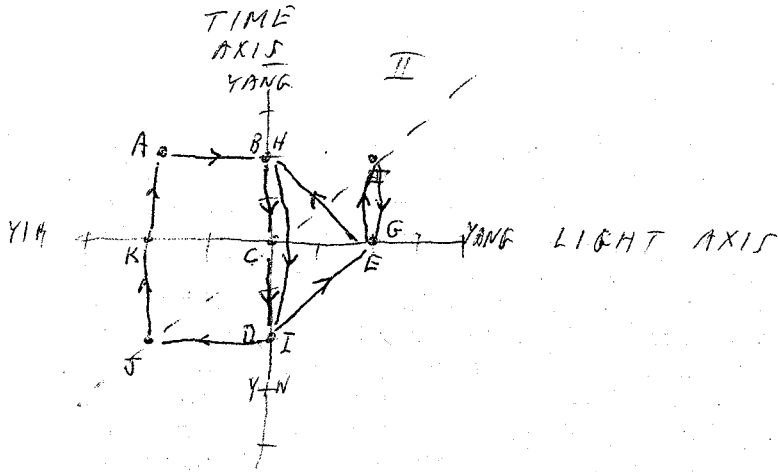 TIME
AXIS
YANG
II
A
B H
YIN
K
C
G
E
YANG LIGHT AXIS
D I
J
YIN